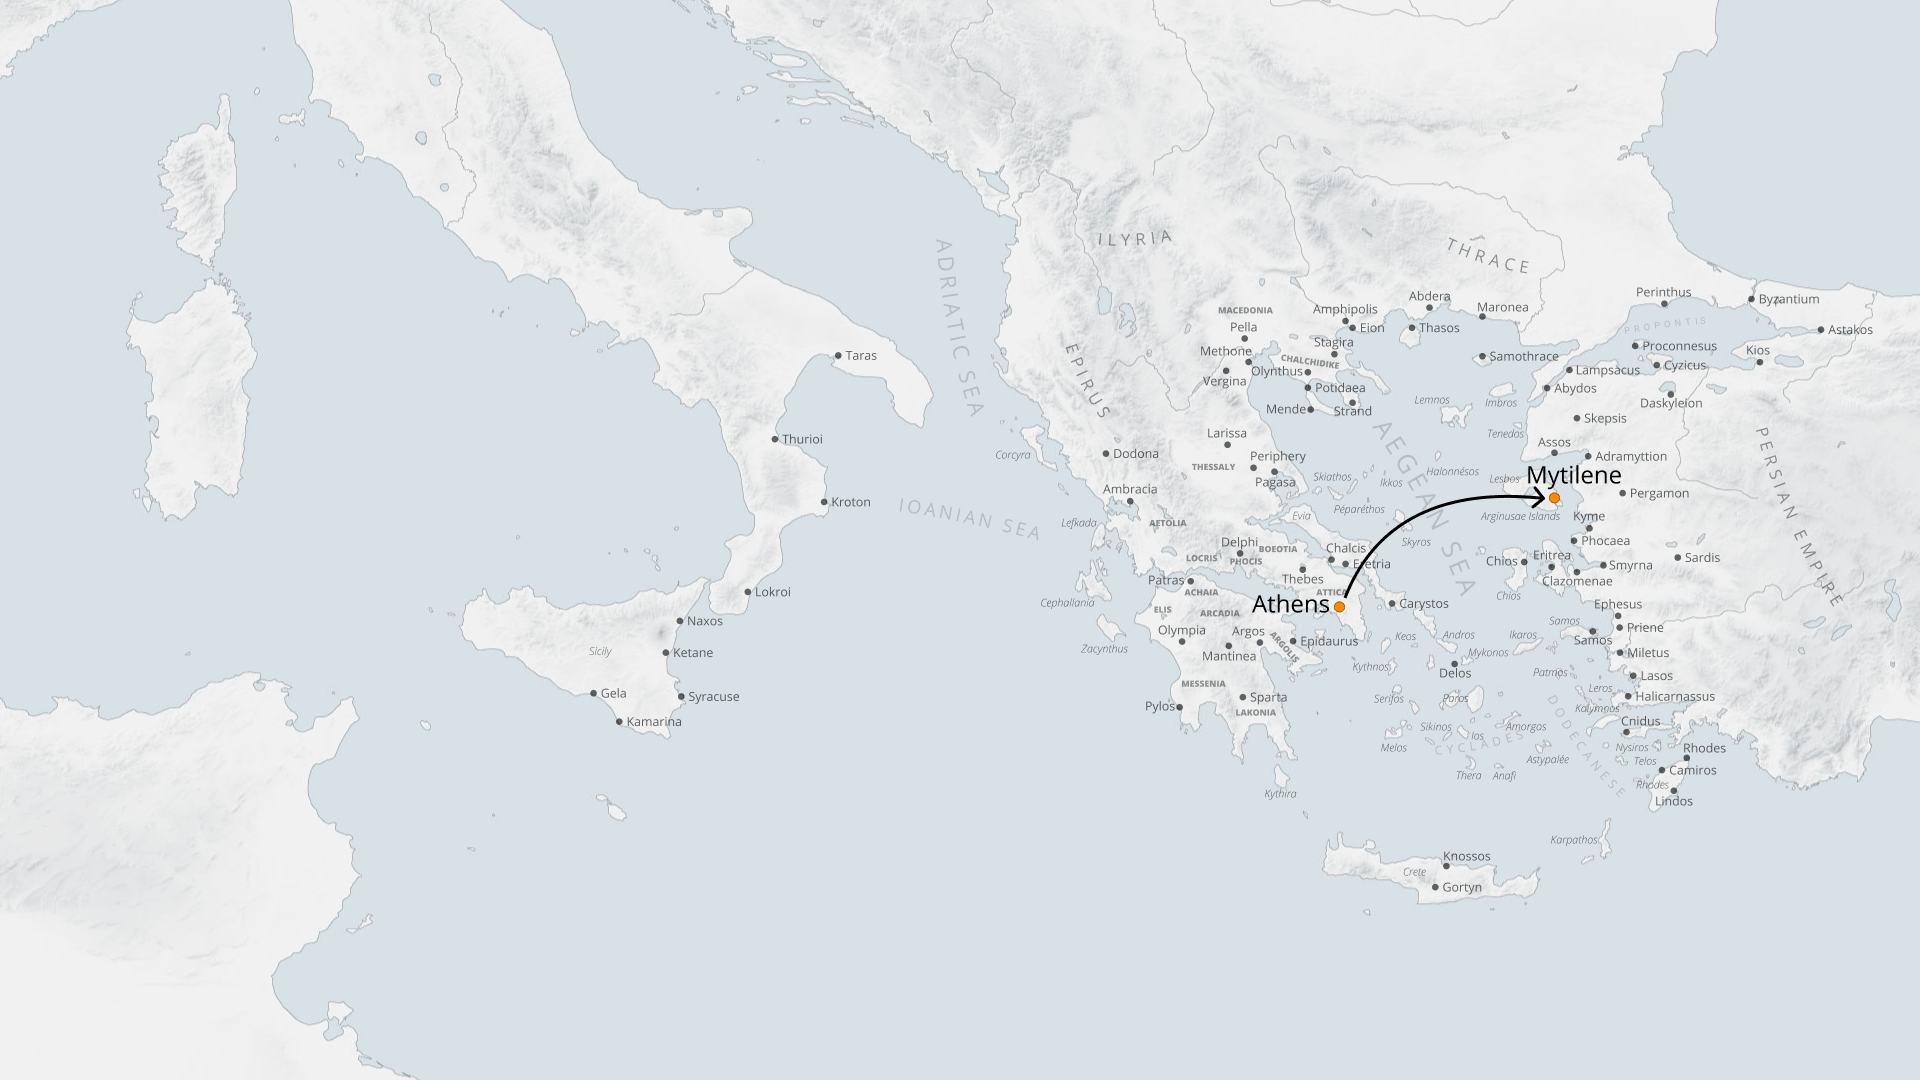 ADRIATIC SEA
IOANIAN SEA
AEGEAN SEA
ILYRIA
EPIRUS
THRACE
PROPONTIS
PERSIAN EMPIRE
CYCLADES
DODECANESE
Taras
Thurioi
Kroton
Lokroi
Naxos
Ketane
Sicily
Gela
Syracuse
Kamarina
Corcyra
Dodona
Ambracia
Lefkada
AETOLIA
Cephallania
Zacynthus
MACEDONIA
Pella
Methone
Vergina
Olynthus
CHALCHIDIKE
Stagira
Amphipolis
Eion
Potidaea
Mende
Strand
Abdera
Thasos
Maronea
Samothrace
Perinthus
Byzantium
Astakos
Proconnesus
Kios
Lampsacus
Cyzicus
Abydos
Daskyleion
Skepsis
Lemnos
Imbros
Tenedos
Assos
Adramyttion
Larissa
THESSALY
Periphery
Pagasa
Skiathos
Ikkos
Halonnésos
Péparéthos
Lesbos
Mytilene
Pergamon
Arginusae Islands
Kyme
Phocaea
Skyros
Evia
Delphi
BOEOTIA
LOCRIS
PHOCIS
Chalcis
Eretria
Thebes
ATTICA
Athens
Patras
ACHAIA
ELIS
ARCADIA
Olympia
Argos
ARGOLIS
Epidaurus
Mantinea
MESSENIA
Pylos
Sparta
LAKONIA
Kythira
Carystos
Chios
Eritrea
Smyrna
Sardis
Clazomenae
Chios
Ephesus
Samos
Samos
Priene
Miletus
Ikaros
Andros
Keos
Mykonos
Kythnos
Delos
Patmos
Lasos
Leros
Halicarnassus
Kalymnos
Serifos
Paros
Sikinos
Ios
Amorgos
Cnidus
Melos
Nysiros
Rhodes
Telos
Camiros
Astypalée
Thera
Anafi
Rhodes
Lindos
Karpathos
Knossos
Crete
Gortyn